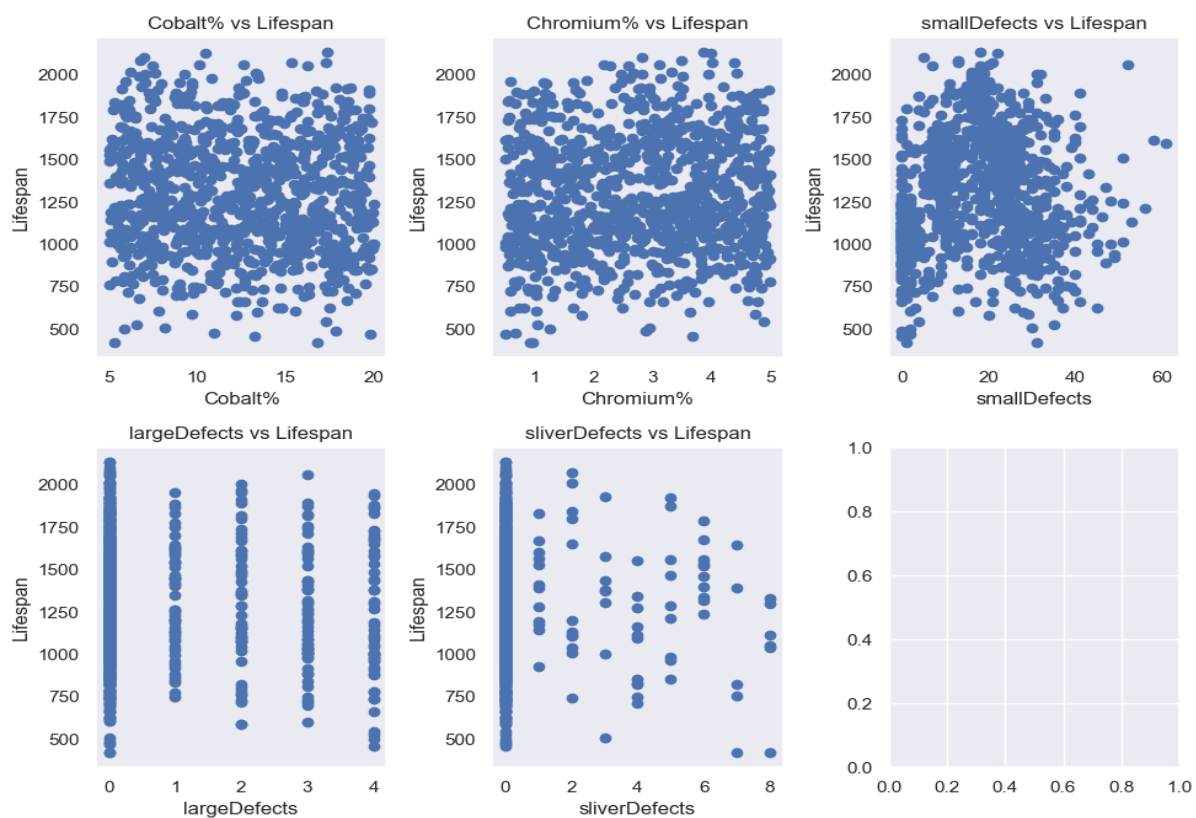 Cobalt% vs Lifespan
Lifespan
2000
1750
1500
1250
1000
750
500
5 10 15 20
Cobalt%
Chromium% vs Lifespan
Lifespan
2000
1750
1500
1250
1000
750
500
1 2 3 4 5
Chromium%
smallDefects vs Lifespan
Lifespan
2000
1750
1500
1250
1000
750
500
0 20 40 60
smallDefects
largeDefects vs Lifespan
Lifespan
2000
1750
1500
1250
1000
750
500
0 1 2 3 4
largeDefects
sliverDefects vs Lifespan
Lifespan
2000
1750
1500
1250
1000
750
500
0 2 4 6 8
sliverDefects
1.0
0.8
0.6
0.4
0.2
0.0
0.0 0.2 0.4 0.6 0.8 1.0